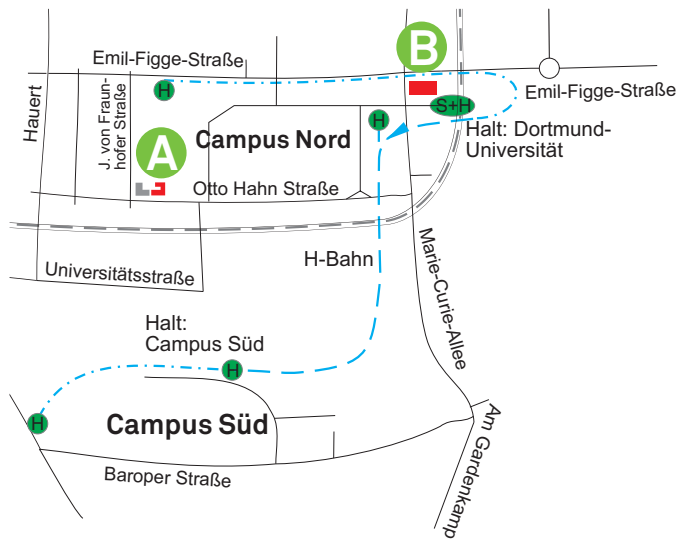 B
Emil-Figge-Straße
H
Emil-Figge-Straße
S+H
Hauert
J. von Fraun-
hofer Straße
H
Halt: Dortmund-
Universität
Campus Nord
A
Otto Hahn Straße
Universitätsstraße
H-Bahn
Marie-Curie-Allee
Halt:
Campus Süd
H
H
Campus Süd
Am Gardenkamp
Baroper Straße